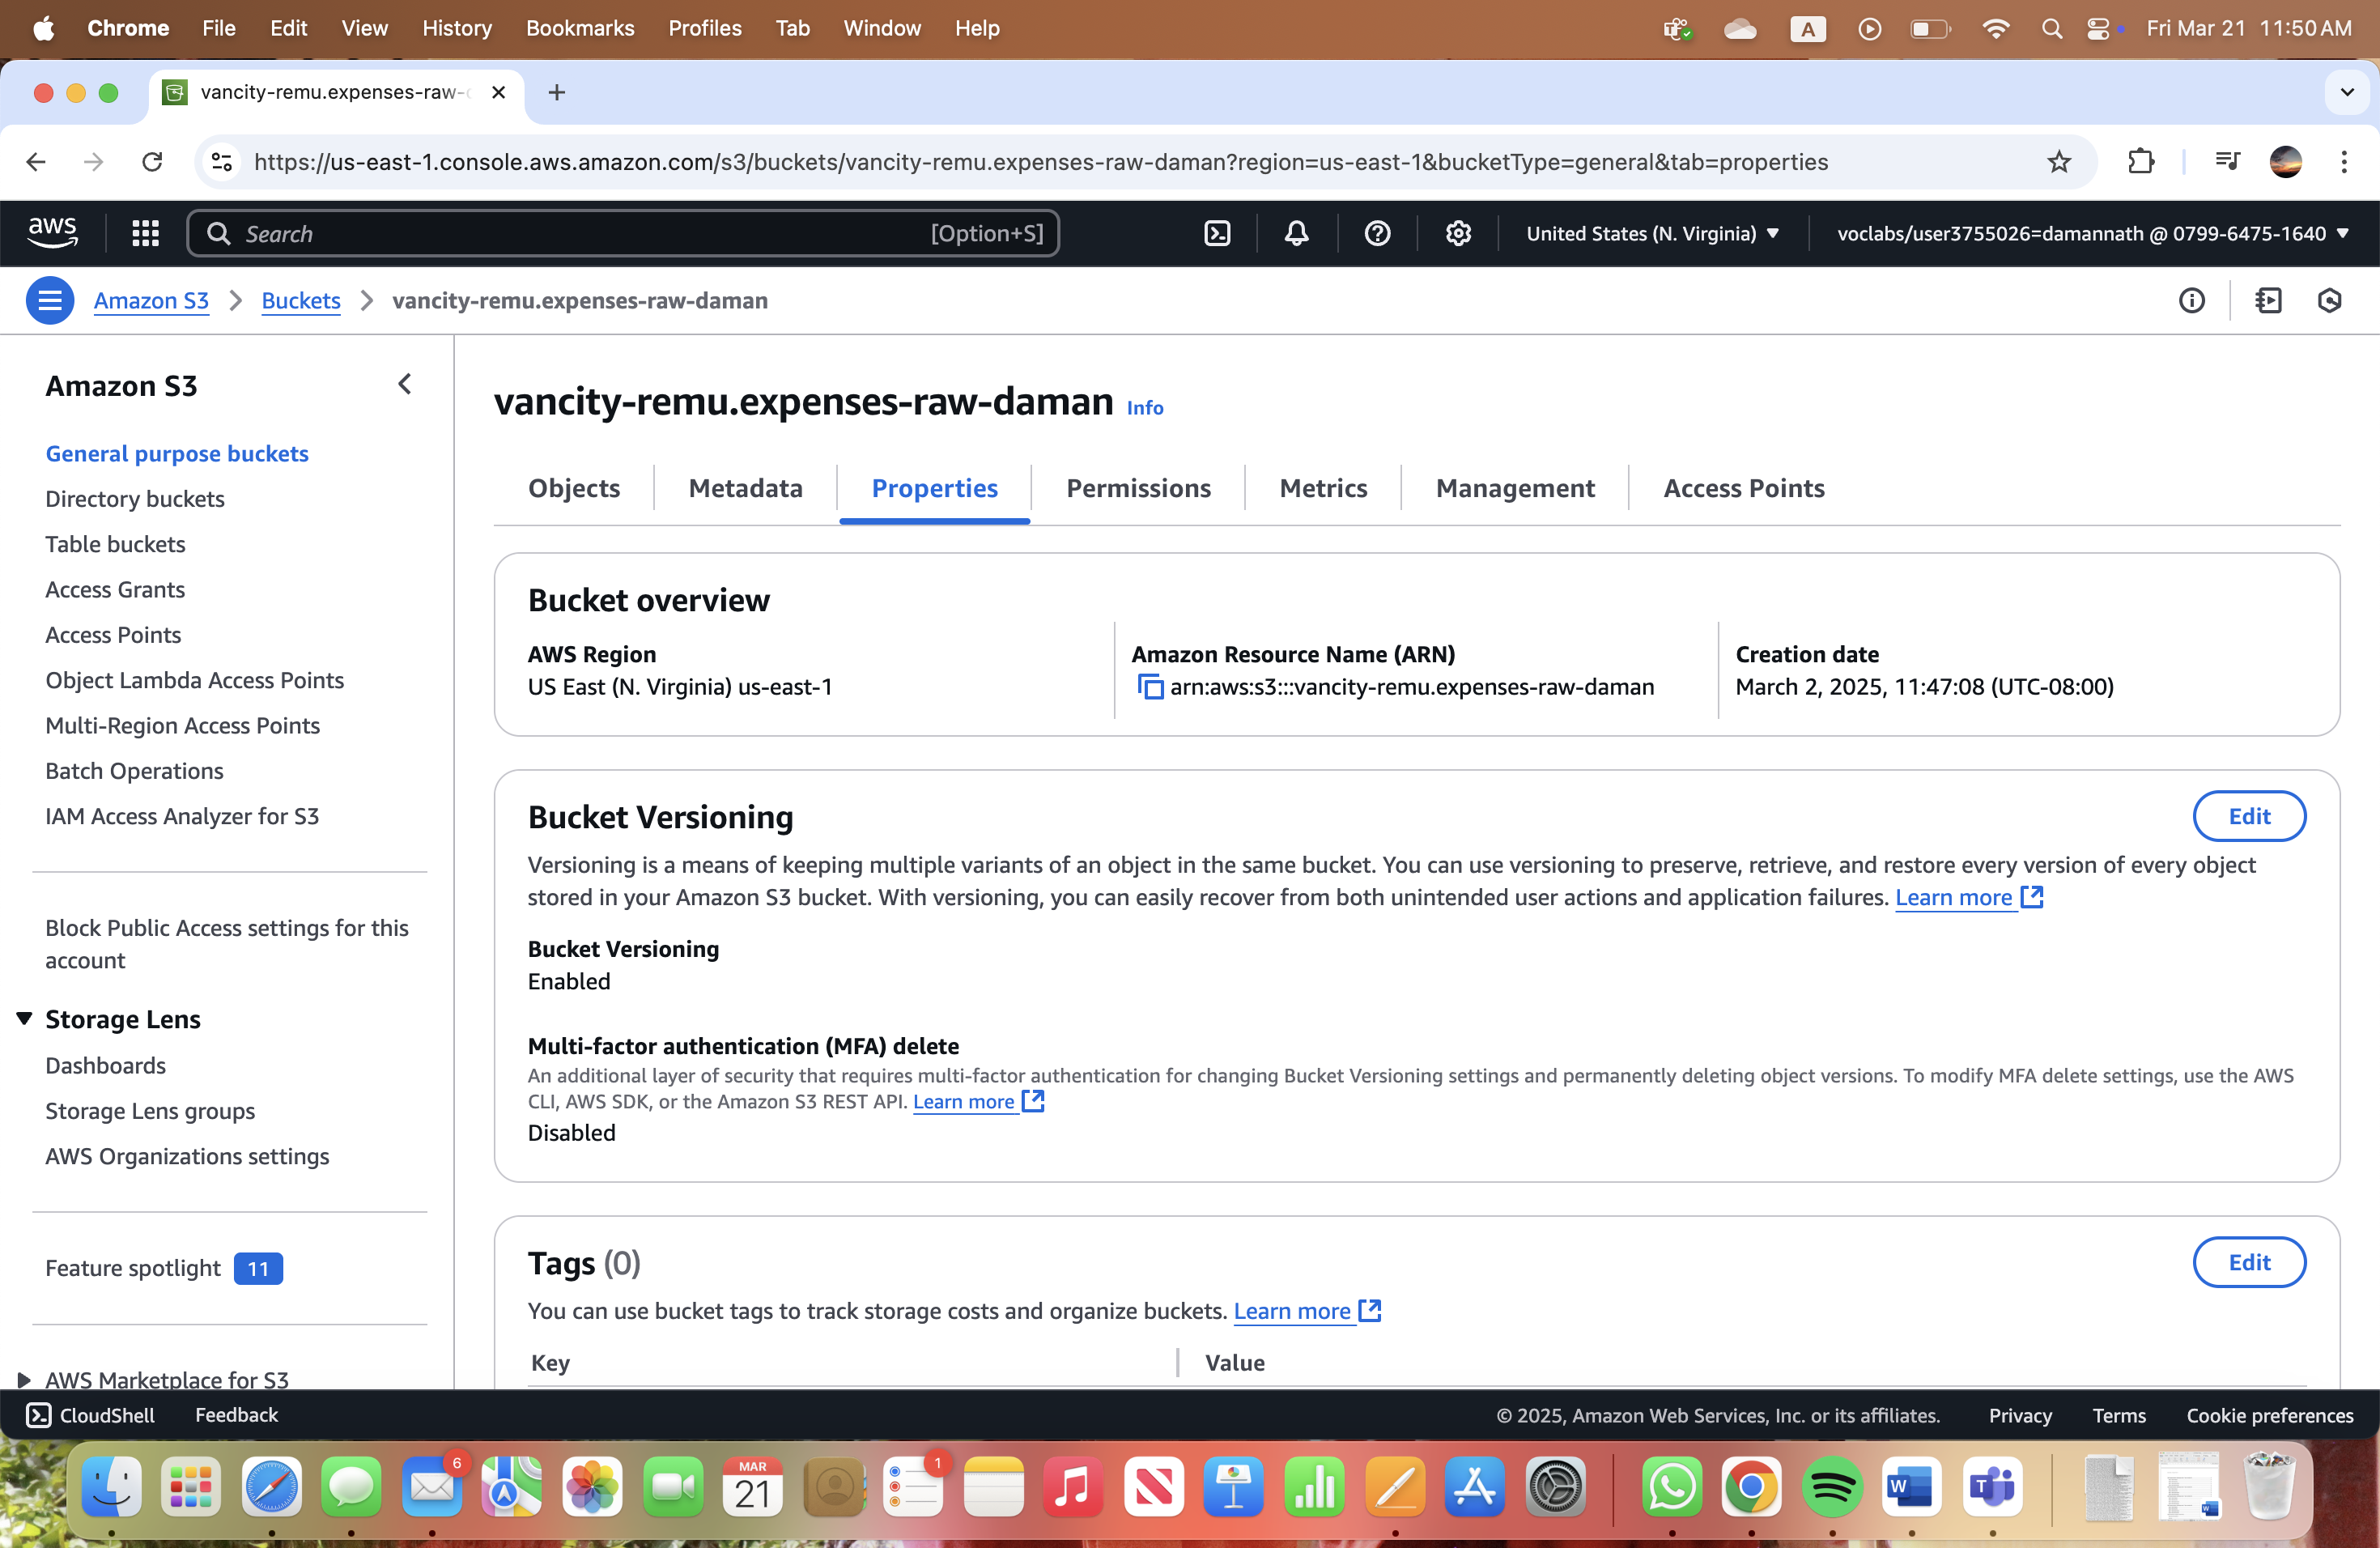 Chrome File Edit View History Bookmarks Profiles Tab Window Help A Fri Mar 21 11:50 AM
vancity-remu.expenses-raw-
https://us-east-1.console.aws.amazon.com/s3/buckets/vancity-remu.expenses-raw-daman?region=us-east-1&bucketType=general&tab=properties
aws Search [Option+S] United States (N. Virginia) voclabs/user3755026=damannath @ 0799-6475-1640
Amazon S3 Buckets vancity-remu.expenses-raw-daman
Amazon S3
General purpose buckets
Directory buckets
Table buckets
Access Grants
Access Points
Object Lambda Access Points
Multi-Region Access Points
Batch Operations
IAM Access Analyzer for S3
Block Public Access settings for this
account
Storage Lens
Dashboards
Storage Lens groups
AWS Organizations settings
Feature spotlight 11
AWS Marketplace for S3
vancity-remu.expenses-raw-daman Info
Objects Metadata Properties Permissions Metrics Management Access Points
Bucket overview
AWS Region
US East (N. Virginia) us-east-1
Amazon Resource Name (ARN)
arn:aws:s3:::vancity-remu.expenses-raw-daman
Creation date
March 2, 2025, 11:47:08 (UTC-08:00)
Bucket Versioning
Edit
Versioning is a means of keeping multiple variants of an object in the same bucket. You can use versioning to preserve, retrieve, and restore every version of every object
stored in your Amazon S3 bucket. With versioning, you can easily recover from both unintended user actions and application failures. Learn more
Bucket Versioning
Enabled
Multi-factor authentication (MFA) delete
An additional layer of security that requires multi-factor authentication for changing Bucket Versioning settings and permanently deleting object versions. To modify MFA delete settings, use the AWS
CLI, AWS SDK, or the Amazon S3 REST API. Learn more
Disabled
Tags (0)
Edit
You can use bucket tags to track storage costs and organize buckets. Learn more
Key Value
CloudShell Feedback © 2025, Amazon Web Services, Inc. or its affiliates. Privacy Terms Cookie preferences
6 MAR 21 1 W T